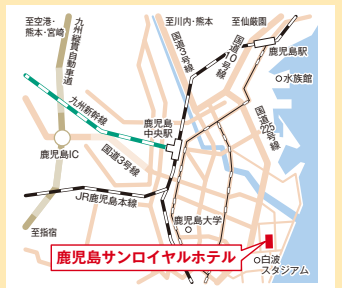 至空港・
熊本・宮崎
九州縦貫自動車道
至川内・熊本
至仙厳園
国道3号線
国道10号線
鹿児島駅
水族館
九州新幹線
鹿児島
中央駅
国道225号線
鹿児島IC
国道3号線
JR鹿児島本線
至指宿
鹿児島大学
鹿児島サンロイヤルホテル
白波
スタジアム